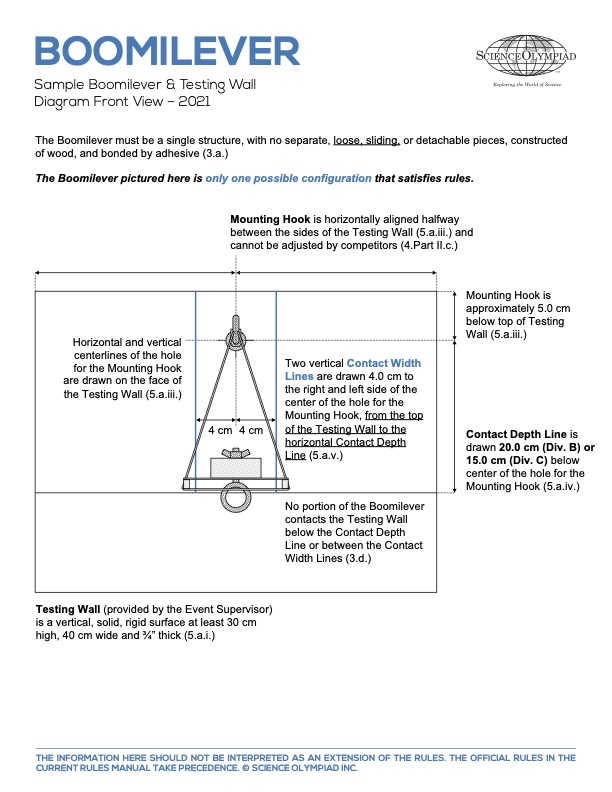 BOOMILEVER
Sample Boomilever & Testing Wall
Diagram Front View – 2021
SCIENCE OLYMPIAD
Exploring the World of Science
The Boomilever must be a single structure, with no separate, loose, sliding, or detachable pieces, constructed
of wood, and bonded by adhesive (3.a.)
The Boomilever pictured here is only one possible configuration that satisfies rules.
Mounting Hook is horizontally aligned halfway
between the sides of the Testing Wall (5.a.iii.) and
cannot be adjusted by competitors (4.Part II.c.)
Mounting Hook is
approximately 5.0 cm
below top of Testing
Wall (5.a.iii.)
Horizontal and vertical
centerlines of the hole
for the Mounting Hook
are drawn on the face of
the Testing Wall (5.a.iii.)
Two vertical Contact Width
Lines are drawn 4.0 cm to
the right and left side of the
center of the hole for the
Mounting Hook, from the top
of the Testing Wall to the
horizontal Contact Depth
Line (5.a.v.)
4 cm 4 cm
Contact Depth Line is
drawn 20.0 cm (Div. B) or
15.0 cm (Div. C) below
center of the hole for the
Mounting Hook (5.a.iv.)
No portion of the Boomilever
contacts the Testing Wall
below the Contact Depth
Line or between the Contact
Width Lines (3.d.)
Testing Wall (provided by the Event Supervisor)
is a vertical, solid, rigid surface at least 30 cm
high, 40 cm wide and ¾” thick (5.a.i.)
THE INFORMATION HERE SHOULD NOT BE INTERPRETED AS AN EXTENSION OF THE RULES. THE OFFICIAL RULES IN THE
CURRENT RULES MANUAL TAKE PRECEDENCE. © SCIENCE OLYMPIAD INC.